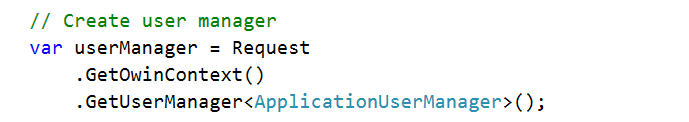 // Create user manager
var userManager = Request
    .GetOwinContext()
    .GetUserManager<ApplicationUserManager>();